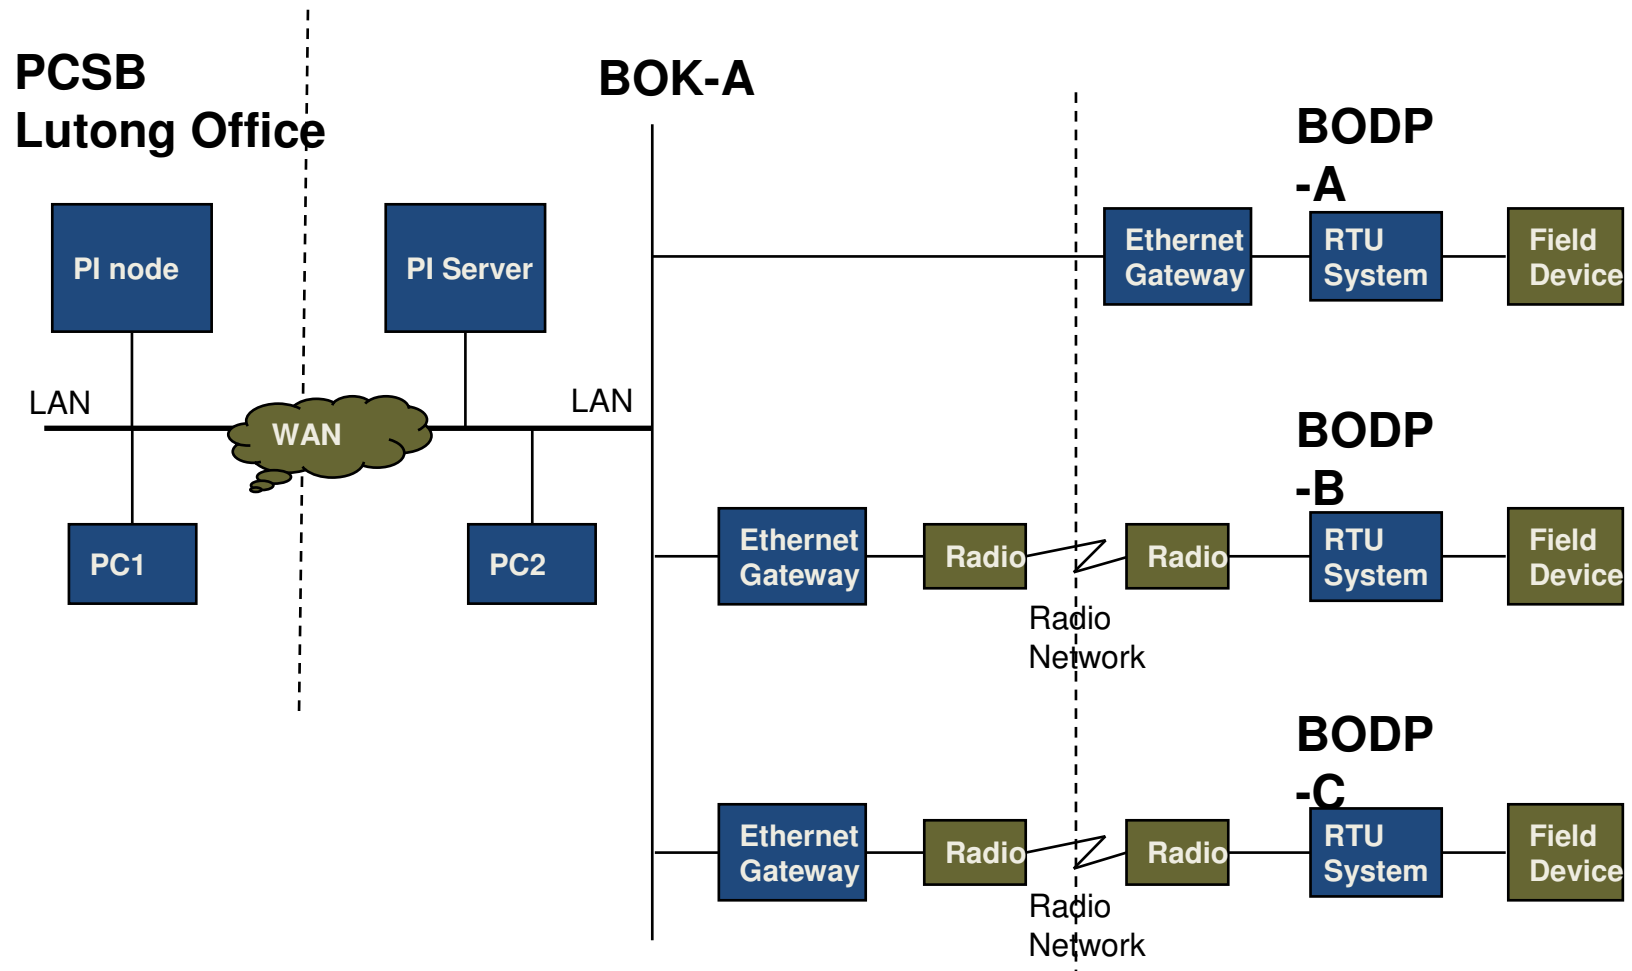 PCSB
Lutong Office
BOK-A
BODP
-A
PI node
PI Server
Ethernet
Gateway
RTU
System
Field
Device
LAN
WAN
LAN
BODP
-B
PC1
PC2
Ethernet
Gateway
Radio
Radio
RTU
System
Field
Device
Radio
Network
BODP
-C
Ethernet
Gateway
Radio
Radio
RTU
System
Field
Device
Radio
Network